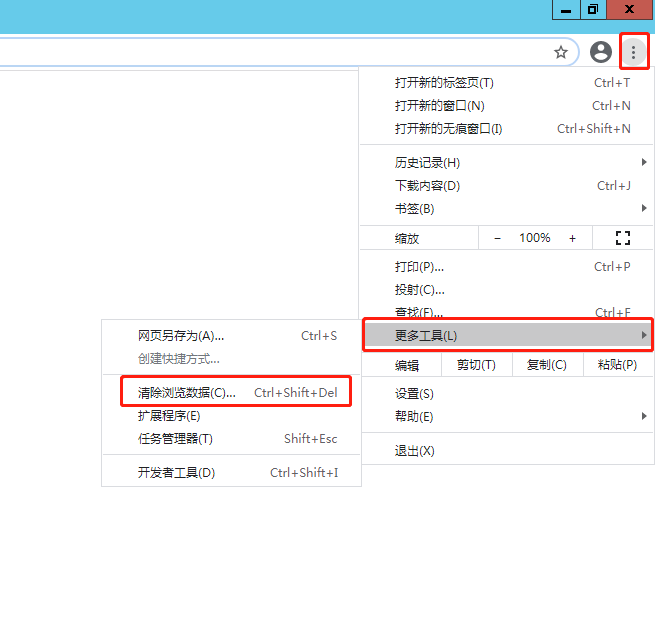 打开新的标签页(T) Ctrl+T
打开新的窗口(N) Ctrl+N
打开新的无痕窗口(I) Ctrl+Shift+N
历史记录(H)
下载内容(D) Ctrl+J
书签(B)
缩放 - 100% +
打印(P)... Ctrl+P
投射(C)...
查找(F)... Ctrl+F
更多工具(L)
编辑 剪切(T) 复制(C) 粘贴(P)
设置(S)
帮助(E)
退出(X)
网页另存为(A)... Ctrl+S
创建快捷方式...
清除浏览数据(C)... Ctrl+Shift+Del
扩展程序(E)
任务管理器(T) Shift+Esc
开发者工具(D) Ctrl+Shift+I